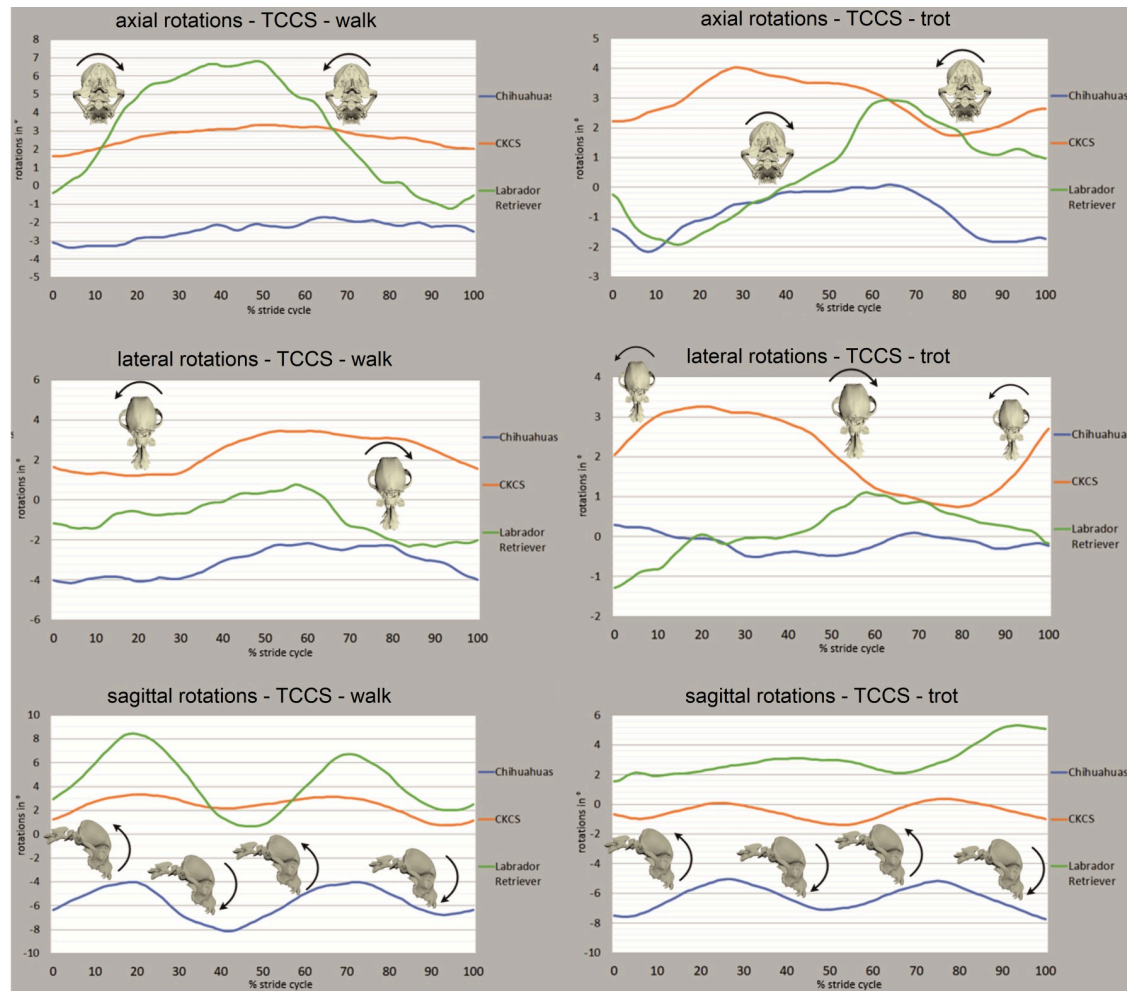 axial rotations - TCCS - walk
8
7
6
5
4
3
2
1
0
-1
-2
-3
-4
-5
rotations in °
0 10 20 30 40 50 60 70 80 90 100
% stride cycle
Chihuahuas
CKCS
Labrador
Retriever
axial rotations - TCCS - trot
5
4
3
2
1
0
-1
-2
-3
rotations in °
0 10 20 30 40 50 60 70 80 90 100
% stride cycle
Chihuahuas
CKCS
Labrador
Retriever
lateral rotations - TCCS - walk
6
4
2
0
-2
-4
-6
rotations in °
0 10 20 30 40 50 60 70 80 90 100
% stride cycle
Chihuahuas
CKCS
Labrador
Retriever
lateral rotations - TCCS - trot
4
3
2
1
0
-1
-2
rotations in °
0 10 20 30 40 50 60 70 80 90 100
% stride cycle
Chihuahuas
CKCS
Labrador
Retriever
sagittal rotations - TCCS - walk
10
8
6
4
2
0
-2
-4
-6
-8
-10
rotations in °
0 10 20 30 40 50 60 70 80 90 100
% stride cycle
Chihuahuas
CKCS
Labrador
Retriever
sagittal rotations - TCCS - trot
6
4
2
0
-2
-4
-6
-8
-10
rotations in °
0 10 20 30 40 50 60 70 80 90 100
% stride cycle
Chihuahuas
CKCS
Labrador
Retriever